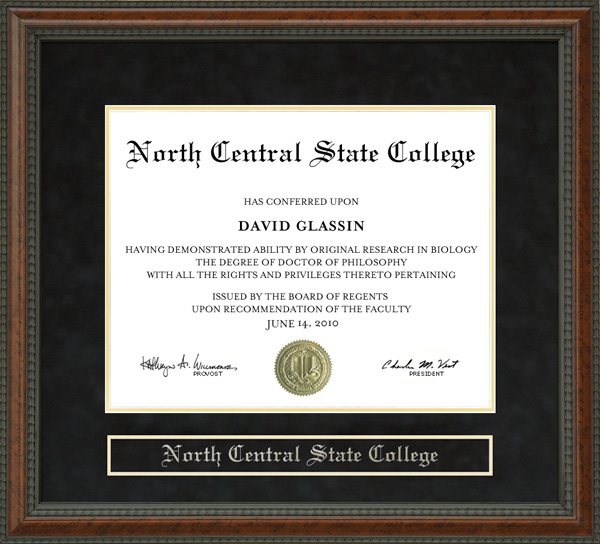 North Central State College
HAS CONFERRED UPON
DAVID GLASSIN
HAVING DEMONSTRATED ABILITY BY ORIGINAL RESEARCH IN BIOLOGY
THE DEGREE OF DOCTOR OF PHILOSOPHY
WITH ALL THE RIGHTS AND PRIVILEGES THERETO PERTAINING
ISSUED BY THE BOARD OF REGENTS
UPON RECOMMENDATION OF THE FACULTY
JUNE 14, 2010
Charles M. Vest
PROVOST
PRESIDENT
North Central State College